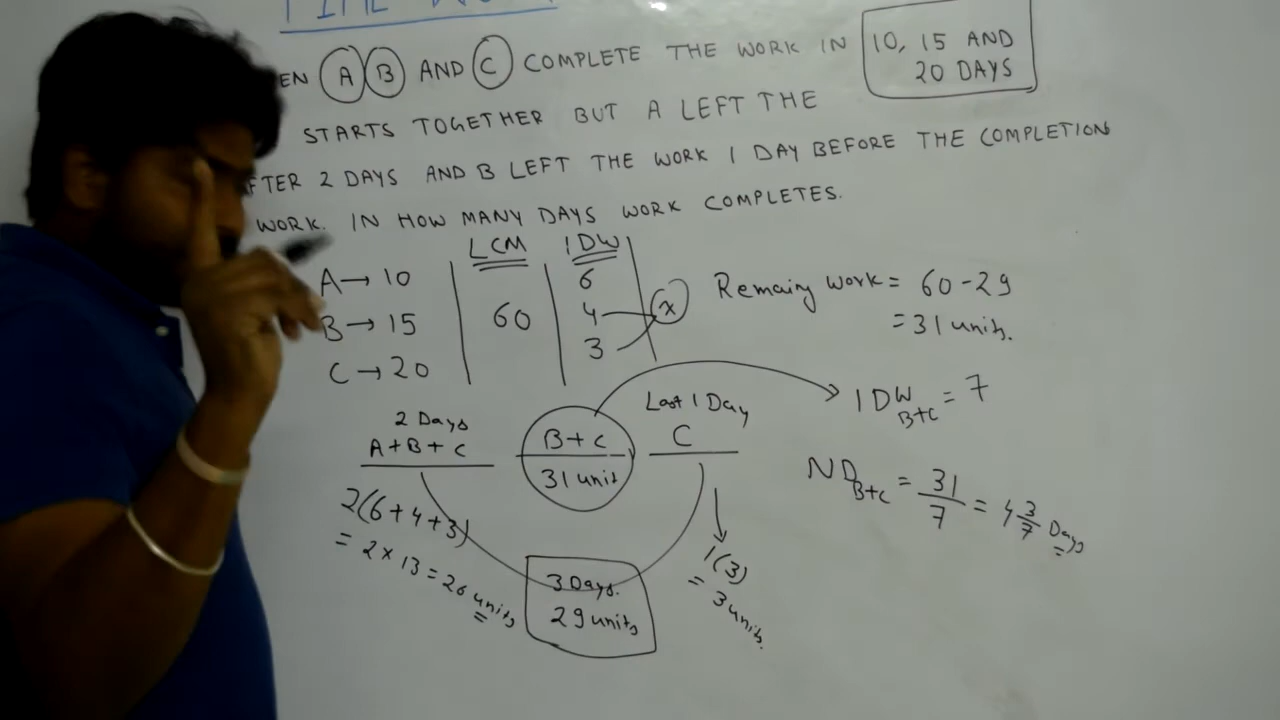 EN A B AND C COMPLETE THE WORK IN 10, 15 AND
20 DAYS
STARTS TOGETHER BUT A LEFT THE
FTER 2 DAYS AND B LEFT THE WORK 1 DAY BEFORE THE COMPLETION
WORK. IN HOW MANY DAYS WORK COMPLETES.
LCM 1DW
A→10 6
B→15 60 4 x
C→20 3
Remaing work = 60-29
= 31 units.
1DW B+C = 7
2 Days
A+B+C
B+C
31 unit
Last 1 Day
C
ND B+C = 31/7 = 4 3/7 Days
2(6+4+3)
= 2×13 = 26 units
1(3)
= 3 units.
3 Days.
29 units